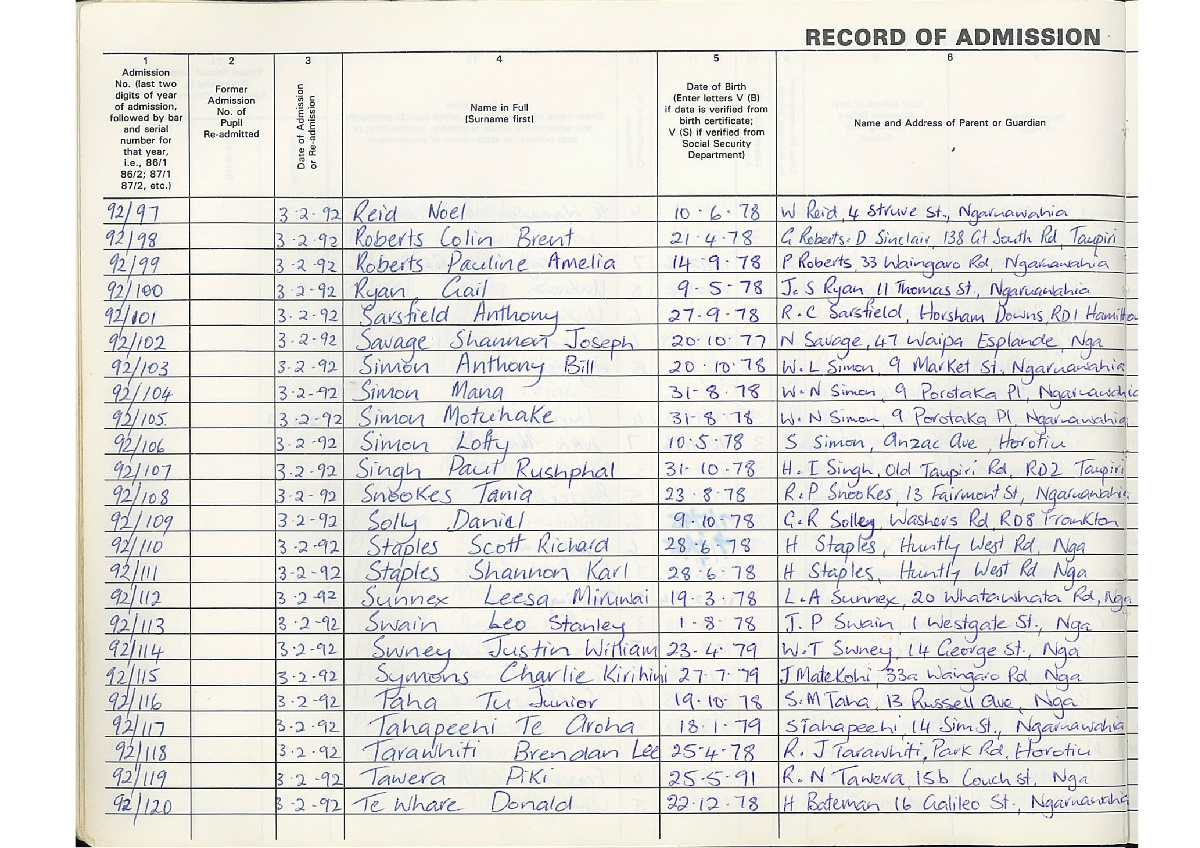 RECORD OF ADMISSION
1 2 3 4 5 6
Admission No. (last two digits of year of admission, followed by bar and serial number for that year, i.e., 86/1 86/2; 87/1 87/2, etc.)
Former Admission No. of Pupil Re-admitted
Date of Admission or Re-admission
Name in Full (Surname first)
Date of Birth (Enter letters V (B) if date is verified from birth certificate; V (S) if verified from Social Security Department)
Name and Address of Parent or Guardian
92/97 3-2-92 Reid Noel 10·6·78 W Reid, 4 Struve St., Ngaruawahia
92/98 3-2-92 Roberts Colin Brent 21·4·78 G Roberts·D Sinclair, 138 Gt South Rd, Taupiri
92/99 3-2-92 Roberts Pauline Amelia 14·9·78 P Roberts, 33 Waingaro Rd, Ngaruawahia
92/100 3-2-92 Ryan Gail 9·5·78 J. S Ryan 11 Thomas St., Ngaruawahia
92/101 3-2-92 Sarsfield Anthony 27·9·78 R·C Sarsfield, Horsham Downs, RD1 Hamilton
92/102 3-2-92 Savage Shannon Joseph 20·10·77 N Savage, 47 Waipa Esplande, Nga
92/103 3-2-92 Simon Anthony Bill 20·10·78 W. L Simon, 9 Market St, Ngaruawahia
92/104 3-2-92 Simon Mana 31-8·78 W·N Simon, 9 Porotaka Pl, Ngaruawahia
92/105 3-2-92 Simon Motuhake 31-8·78 W·N Simon, 9 Porotaka Pl, Ngaruawahia
92/106 3-2-92 Simon Lofty 10·5·78 S Simon, Anzac Ave, Horotiu
92/107 3-2-92 Singh Paul Rushphal 31·10·78 H. I Singh, Old Taupiri Rd, RD2 Taupiri
92/108 3-2-92 Snookes Tania 23·8·78 R.P Snookes, 13 Fairmont St, Ngaruawahia
92/109 3-2-92 Solly Daniel 9·10·78 G·R Solley, Washers Rd, RD8 Frankton
92/110 3-2-92 Staples Scott Richard 28·6·78 H Staples, Huntly West Rd, Nga
92/111 3-2-92 Staples Shannon Karl 28·6·78 H Staples, Huntly West Rd Nga
92/112 3-2-92 Sunnex Leesa Miruwai 19·3·78 L·A Sunnex, 20 Whatawhata Rd, Nga
92/113 3-2-92 Swain Leo Stanley 1-8·78 J. P Swain, 1 Westgate St., Nga
92/114 3-2-92 Swney Justin William 23-4·79 W·T Swney, 14 George St., Nga
92/115 3-2-92 Symons Charlie Kirihini 27·7·79 J MateKohi, 33a Waingaro Rd, Nga
92/116 3-2-92 Taha Tu Junior 19·10·78 S.M Taha, 13 Russell Ave, Nga
92/117 3-2-92 Tahapeehi Te Aroha 18·1·79 S Tahapeehi, 14 Sim St., Ngaruawahia
92/118 3-2-92 Tarawhiti Brendan Lee 25·4·78 R. J Tarawhiti, Park Rd, Horotiu
92/119 3-2-92 Tawera Piki 25-5·91 R·N Tawera, 15b Couch st, Nga
92/120 3-2-92 Te Whare Donald 22·12·78 H Bateman 16 Galileo St., Ngaruawahia